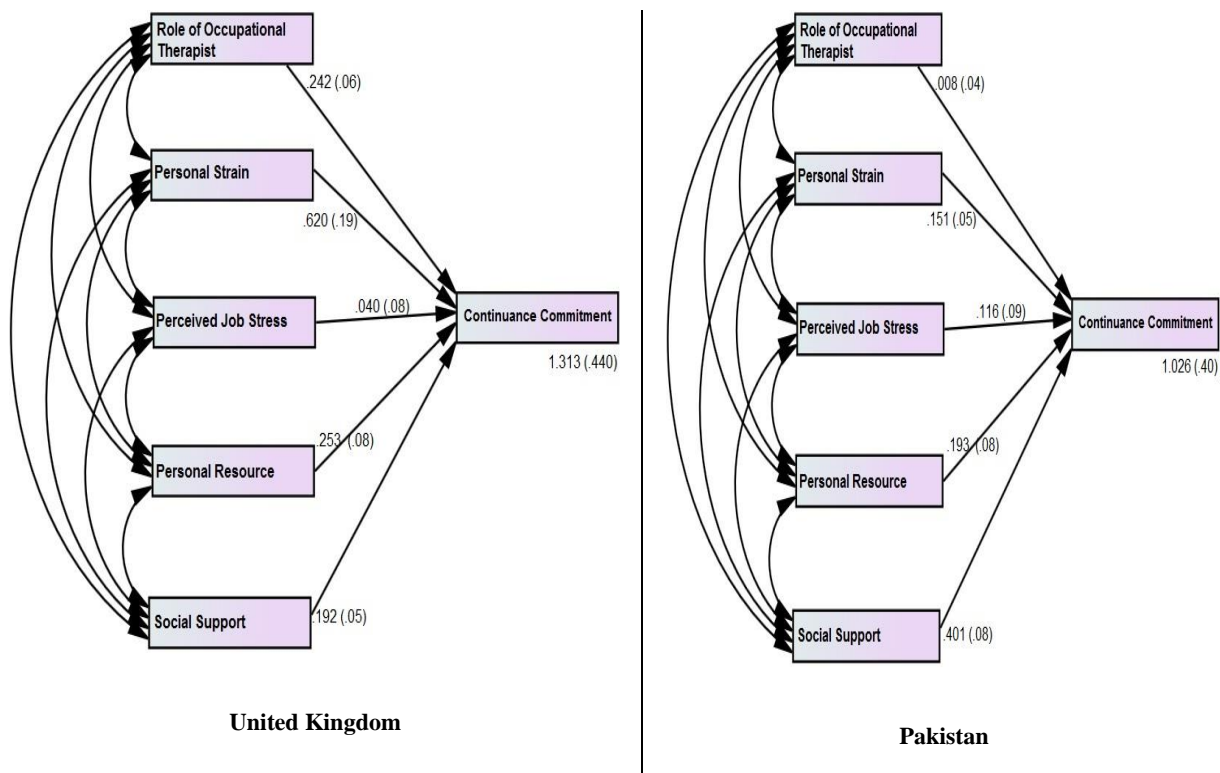 Role of Occupational
Therapist
.242 (.06)
Personal Strain
.620 (.19)
Perceived Job Stress
.040 (.08)
Continuance Commitment
1.313 (.440)
.253 (.08)
Personal Resource
Social Support
.192 (.05)
United Kingdom
Role of Occupational
Therapist
.008 (.04)
Personal Strain
.151 (.05)
Perceived Job Stress
.116 (.09)
Continuance Commitment
1.026 (.40)
.193 (.08)
Personal Resource
Social Support
.401 (.08)
Pakistan